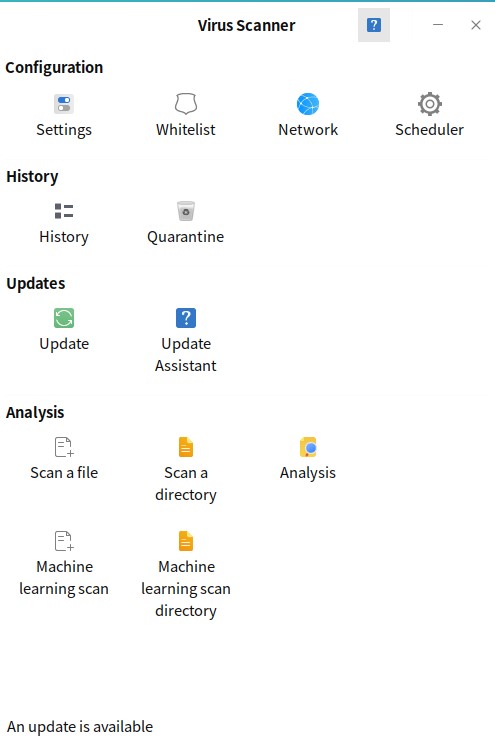 Virus Scanner
Configuration
Settings
Whitelist
Network
Scheduler
History
History
Quarantine
Updates
Update
Update
Assistant
Analysis
Scan a file
Scan a
directory
Analysis
Machine
learning scan
Machine
learning scan
directory
An update is available